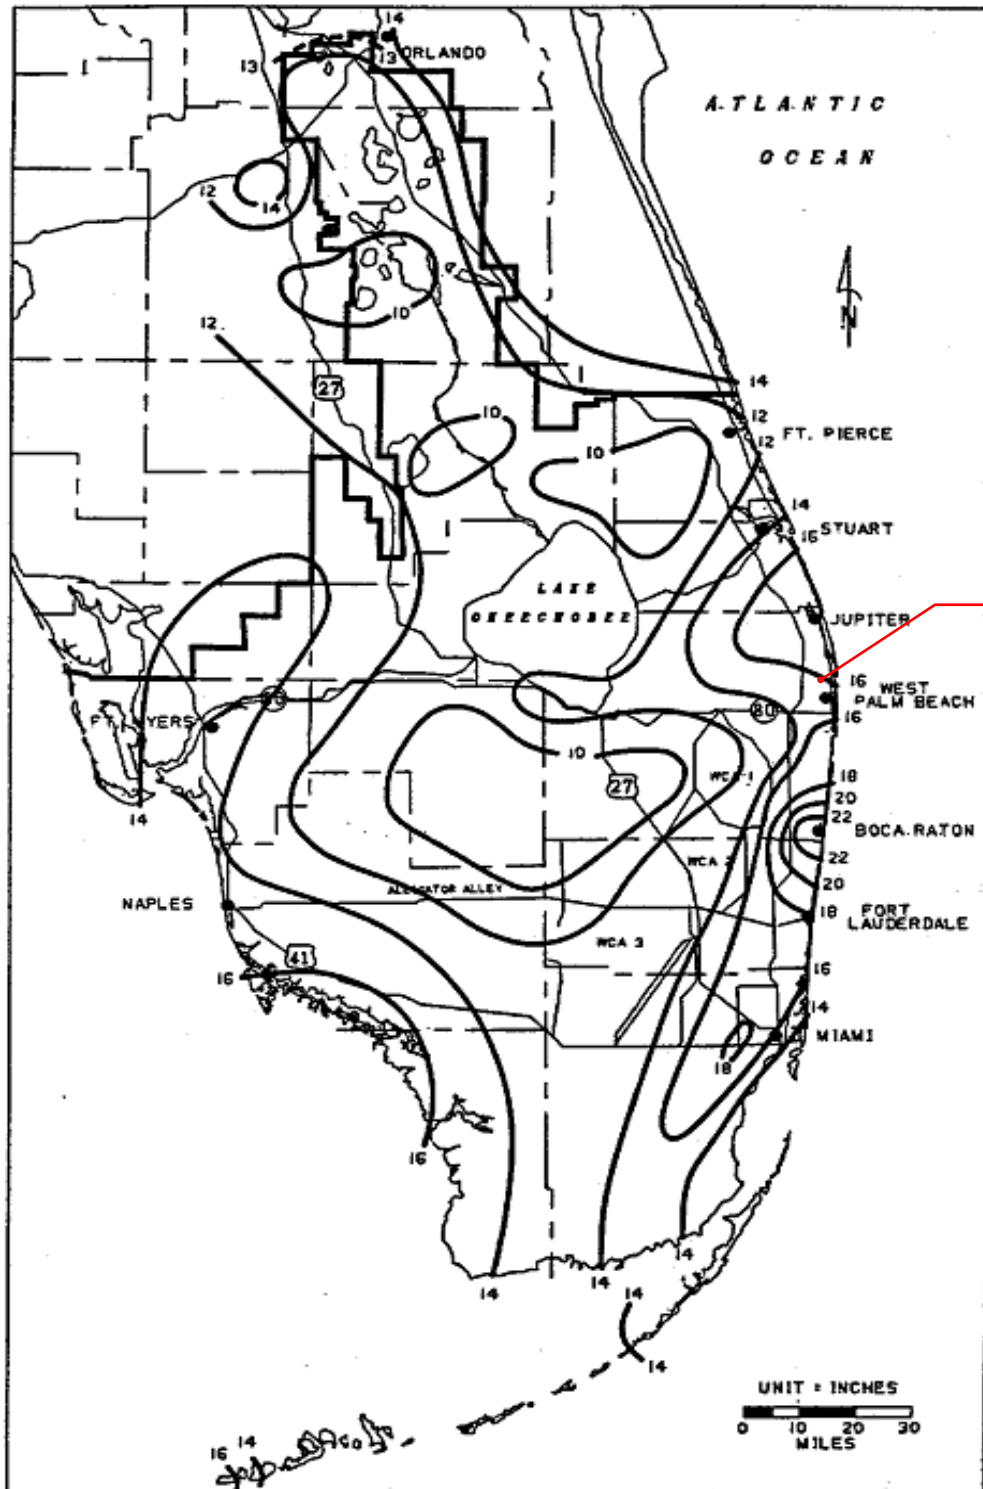 14
ORLANDO
13
13
ATLANTIC
OCEAN
12
14
N
10
12
27
14
12
10
FT. PIERCE
12
10
14
STUART
16
LAKE
OKEECHOBEE
JUPITER
16
WEST
PALM BEACH
80
16
FT. MYERS
10
WCA 1
18
27
20
22
14
BOCA RATON
WCA 2
22
ALLIGATOR ALLEY
20
NAPLES
18
FORT
LAUDERDALE
WCA 3
41
16
16
14
MIAMI
18
16
14
14
14
14
14
UNIT = INCHES
0 10 20 30
MILES
16
14